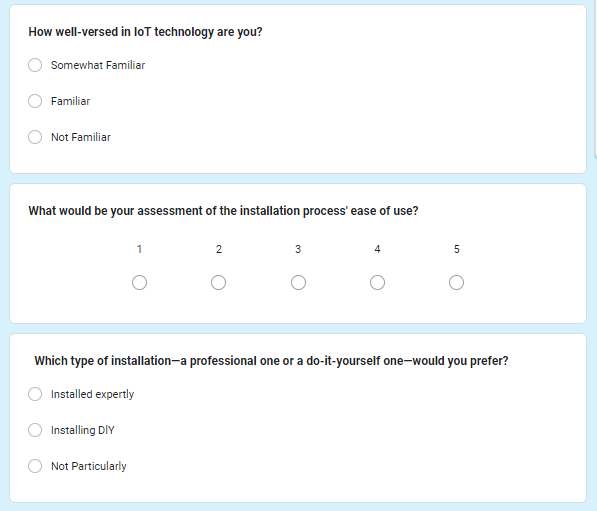 How well-versed in IoT technology are you?
Somewhat Familiar
Familiar
Not Familiar
What would be your assessment of the installation process' ease of use?
1 2 3 4 5
Which type of installation—a professional one or a do-it-yourself one—would you prefer?
Installed expertly
Installing DIY
Not Particularly